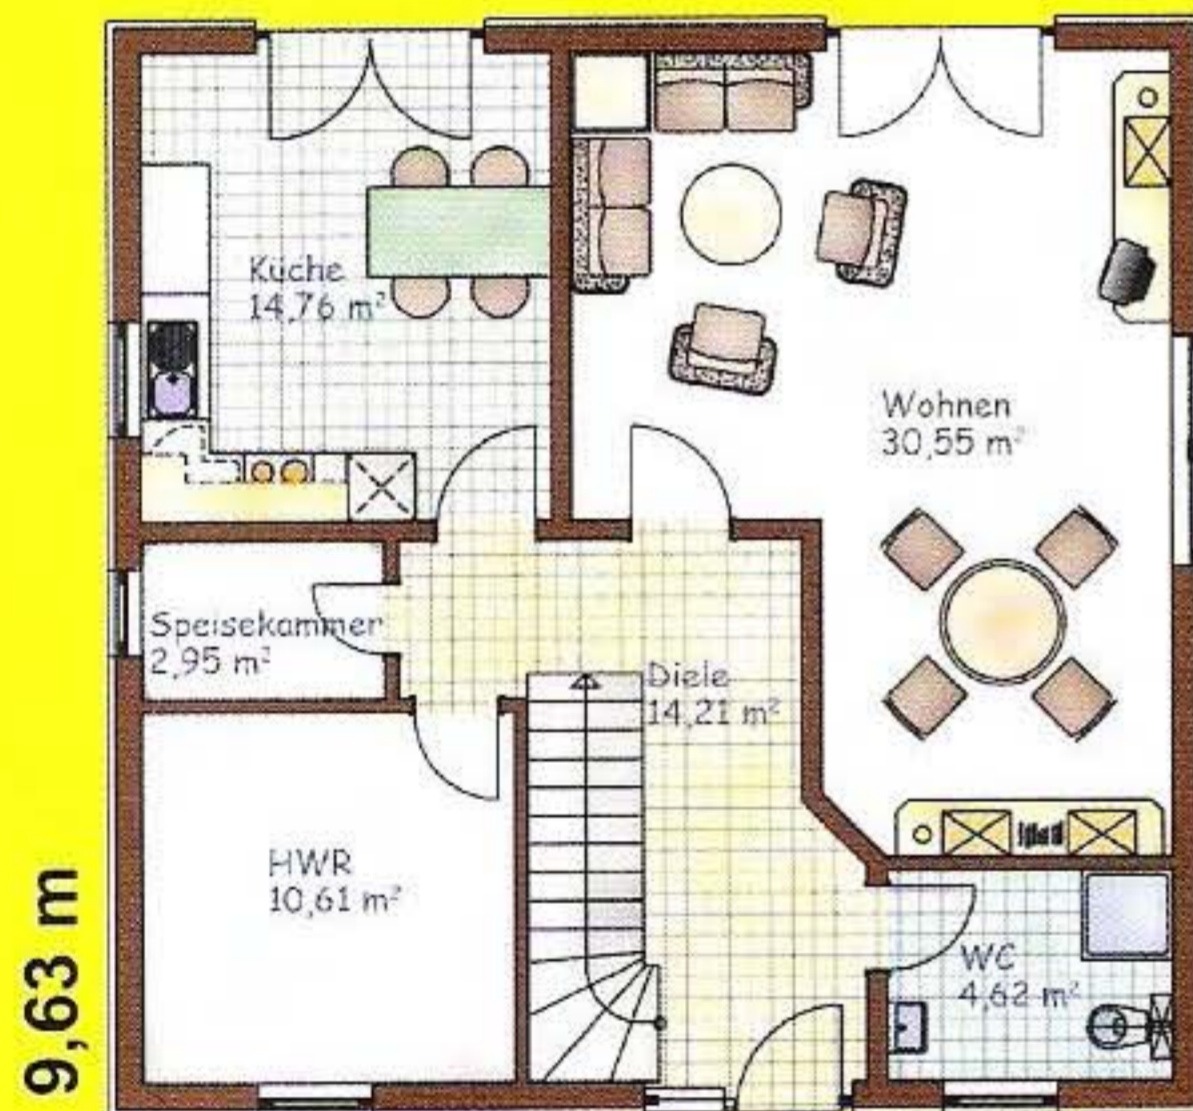 Küche
14,76 m²
Wohnen
30,55 m²
Speisekammer
2,95 m²
Diele
14,21 m²
HWR
10,61 m²
WC
4,62 m²
9,63 m